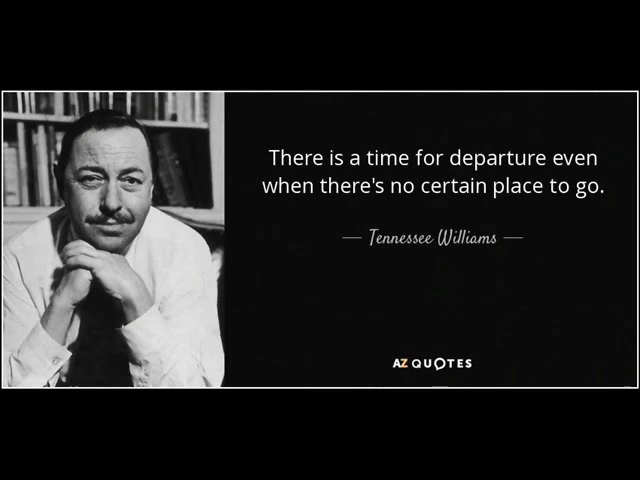 There is a time for departure even
when there's no certain place to go.
— Tennessee Williams —
AZ QUOTES